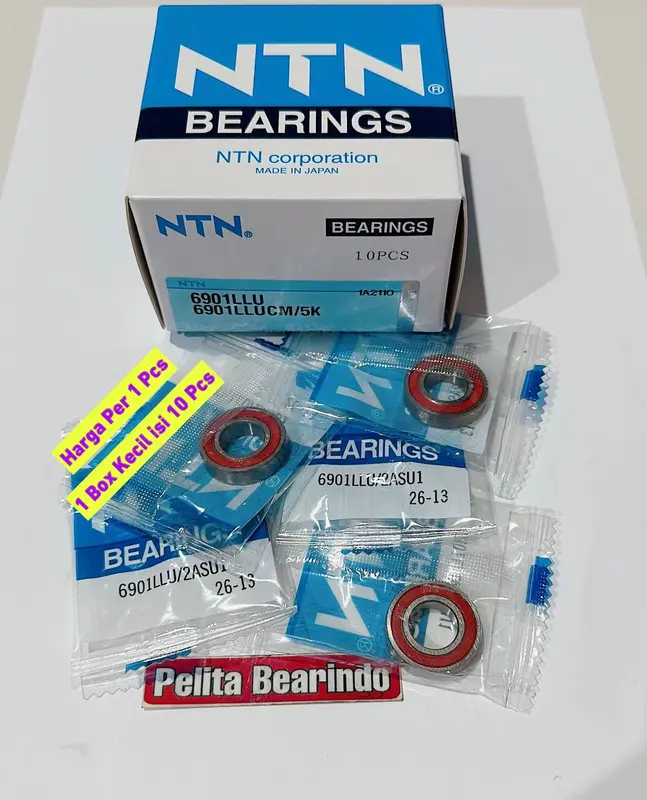 NTN®
BEARINGS
NTN corporation
MADE IN JAPAN
NTN®
BEARINGS
10PCS
NTN
1A2110
6901LLU
6901LLUCM/5K
Harga Per 1 Pcs
1 Box Kecil isi 10 Pcs
BEARINGS
6901LLU/2ASU1
26-13
BEARINGS
6901LLU/2ASU1
26-13
Pelita Bearindo